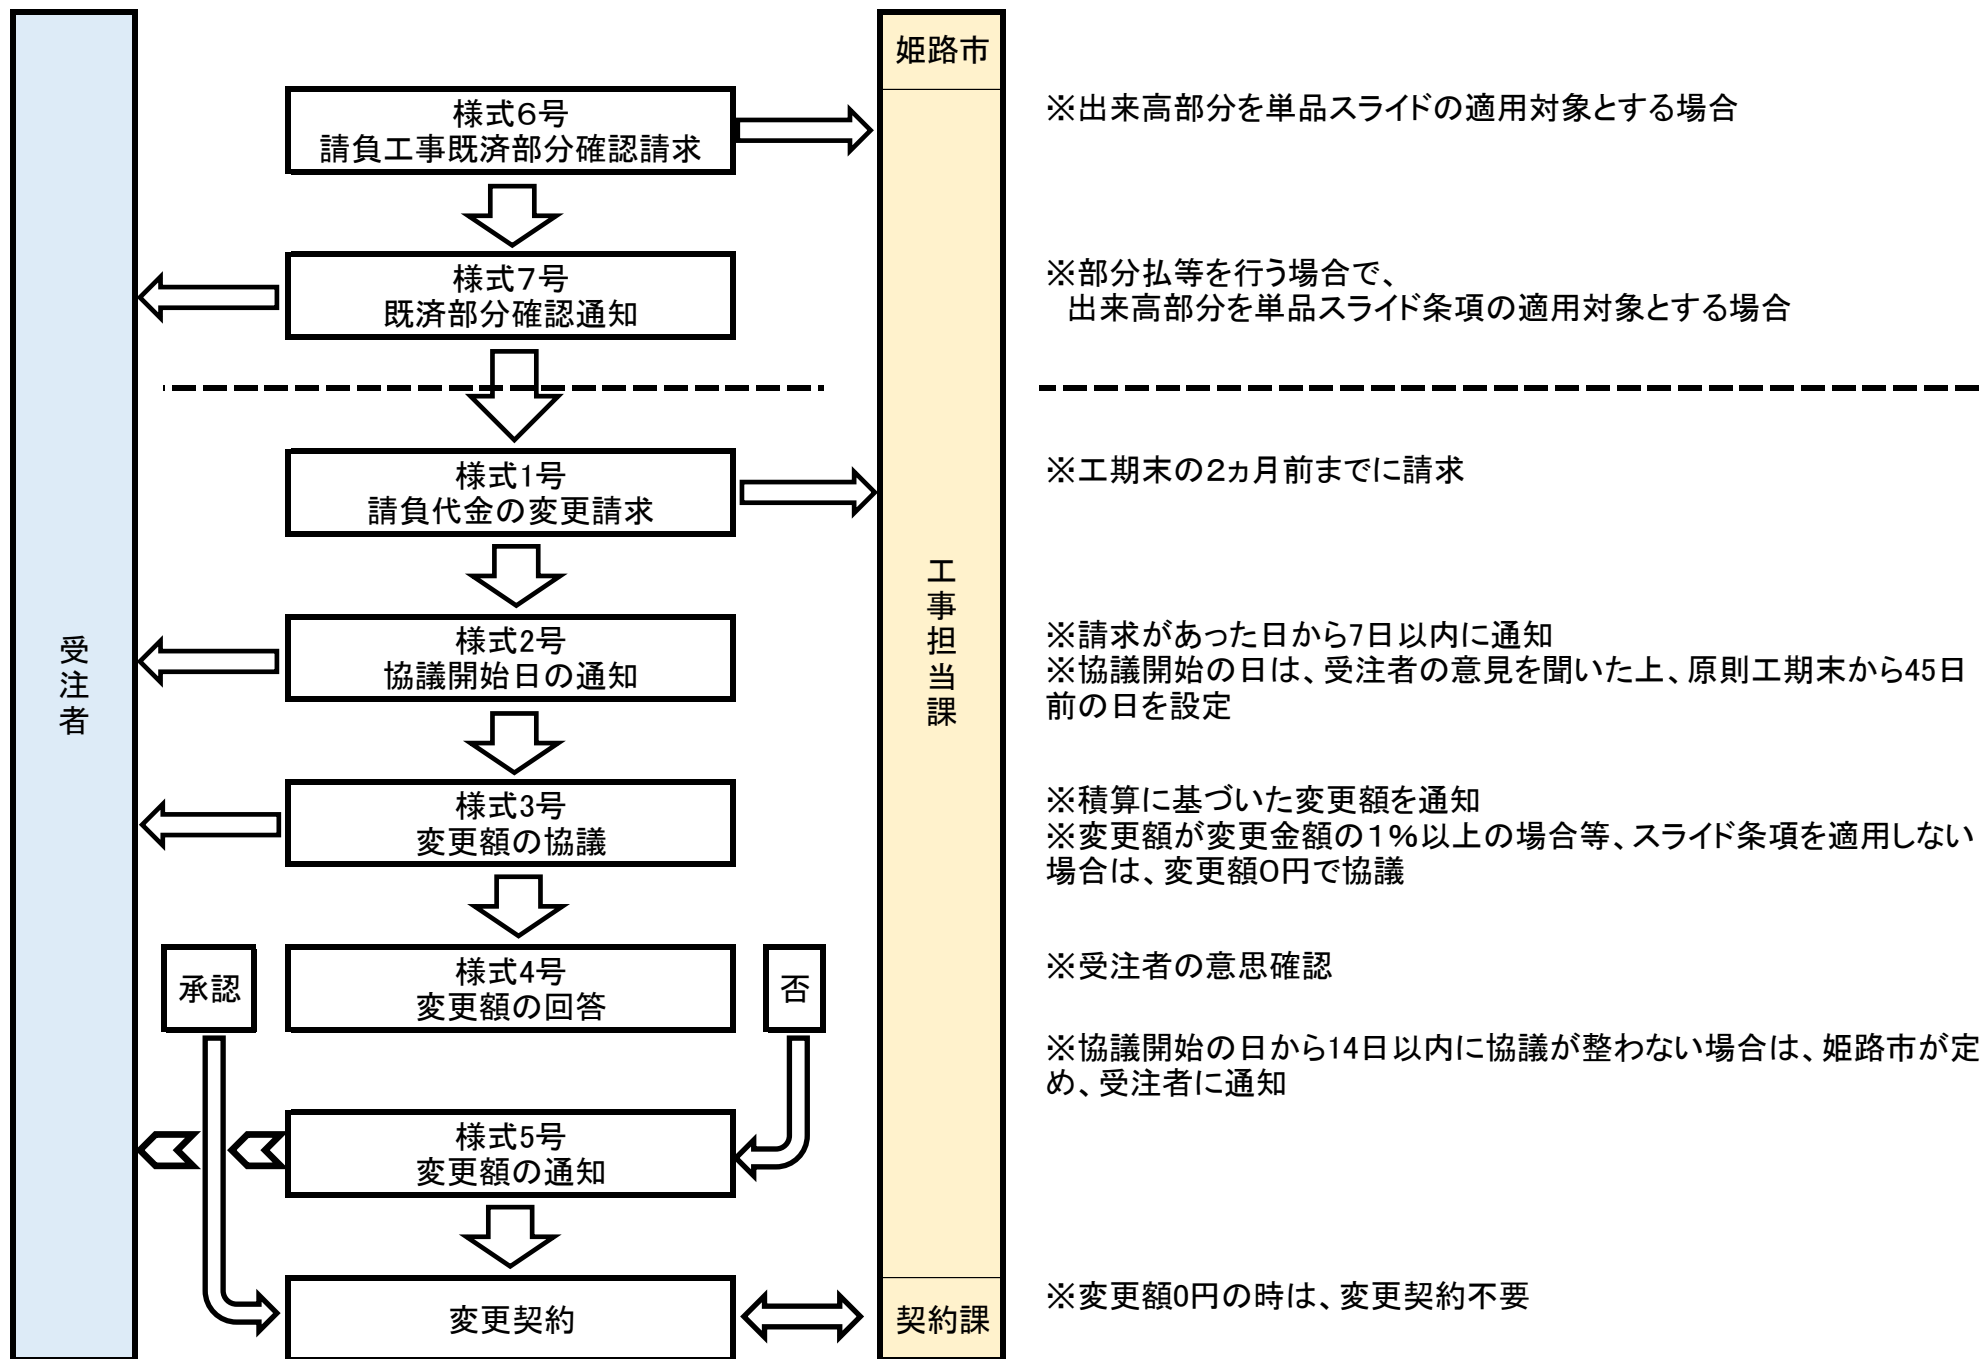 姫路市
様式6号
請負工事既済部分確認請求
※出来高部分を単品スライドの適用対象とする場合
様式7号
既済部分確認通知
※部分払等を行う場合で、
出来高部分を単品スライド条項の適用対象とする場合
様式1号
請負代金の変更請求
※工期末の２ヵ月前までに請求
受注者
工事担当課
様式2号
協議開始日の通知
※請求があった日から7日以内に通知
※協議開始の日は、受注者の意見を聞いた上、原則工期末から45日
前の日を設定
様式3号
変更額の協議
※積算に基づいた変更額を通知
※変更額が変更金額の１％以上の場合等、スライド条項を適用しない
場合は、変更額０円で協議
承認
様式4号
変更額の回答
否
※受注者の意思確認
※協議開始の日から14日以内に協議が整わない場合は、姫路市が定
め、受注者に通知
様式5号
変更額の通知
変更契約
契約課
※変更額0円の時は、変更契約不要